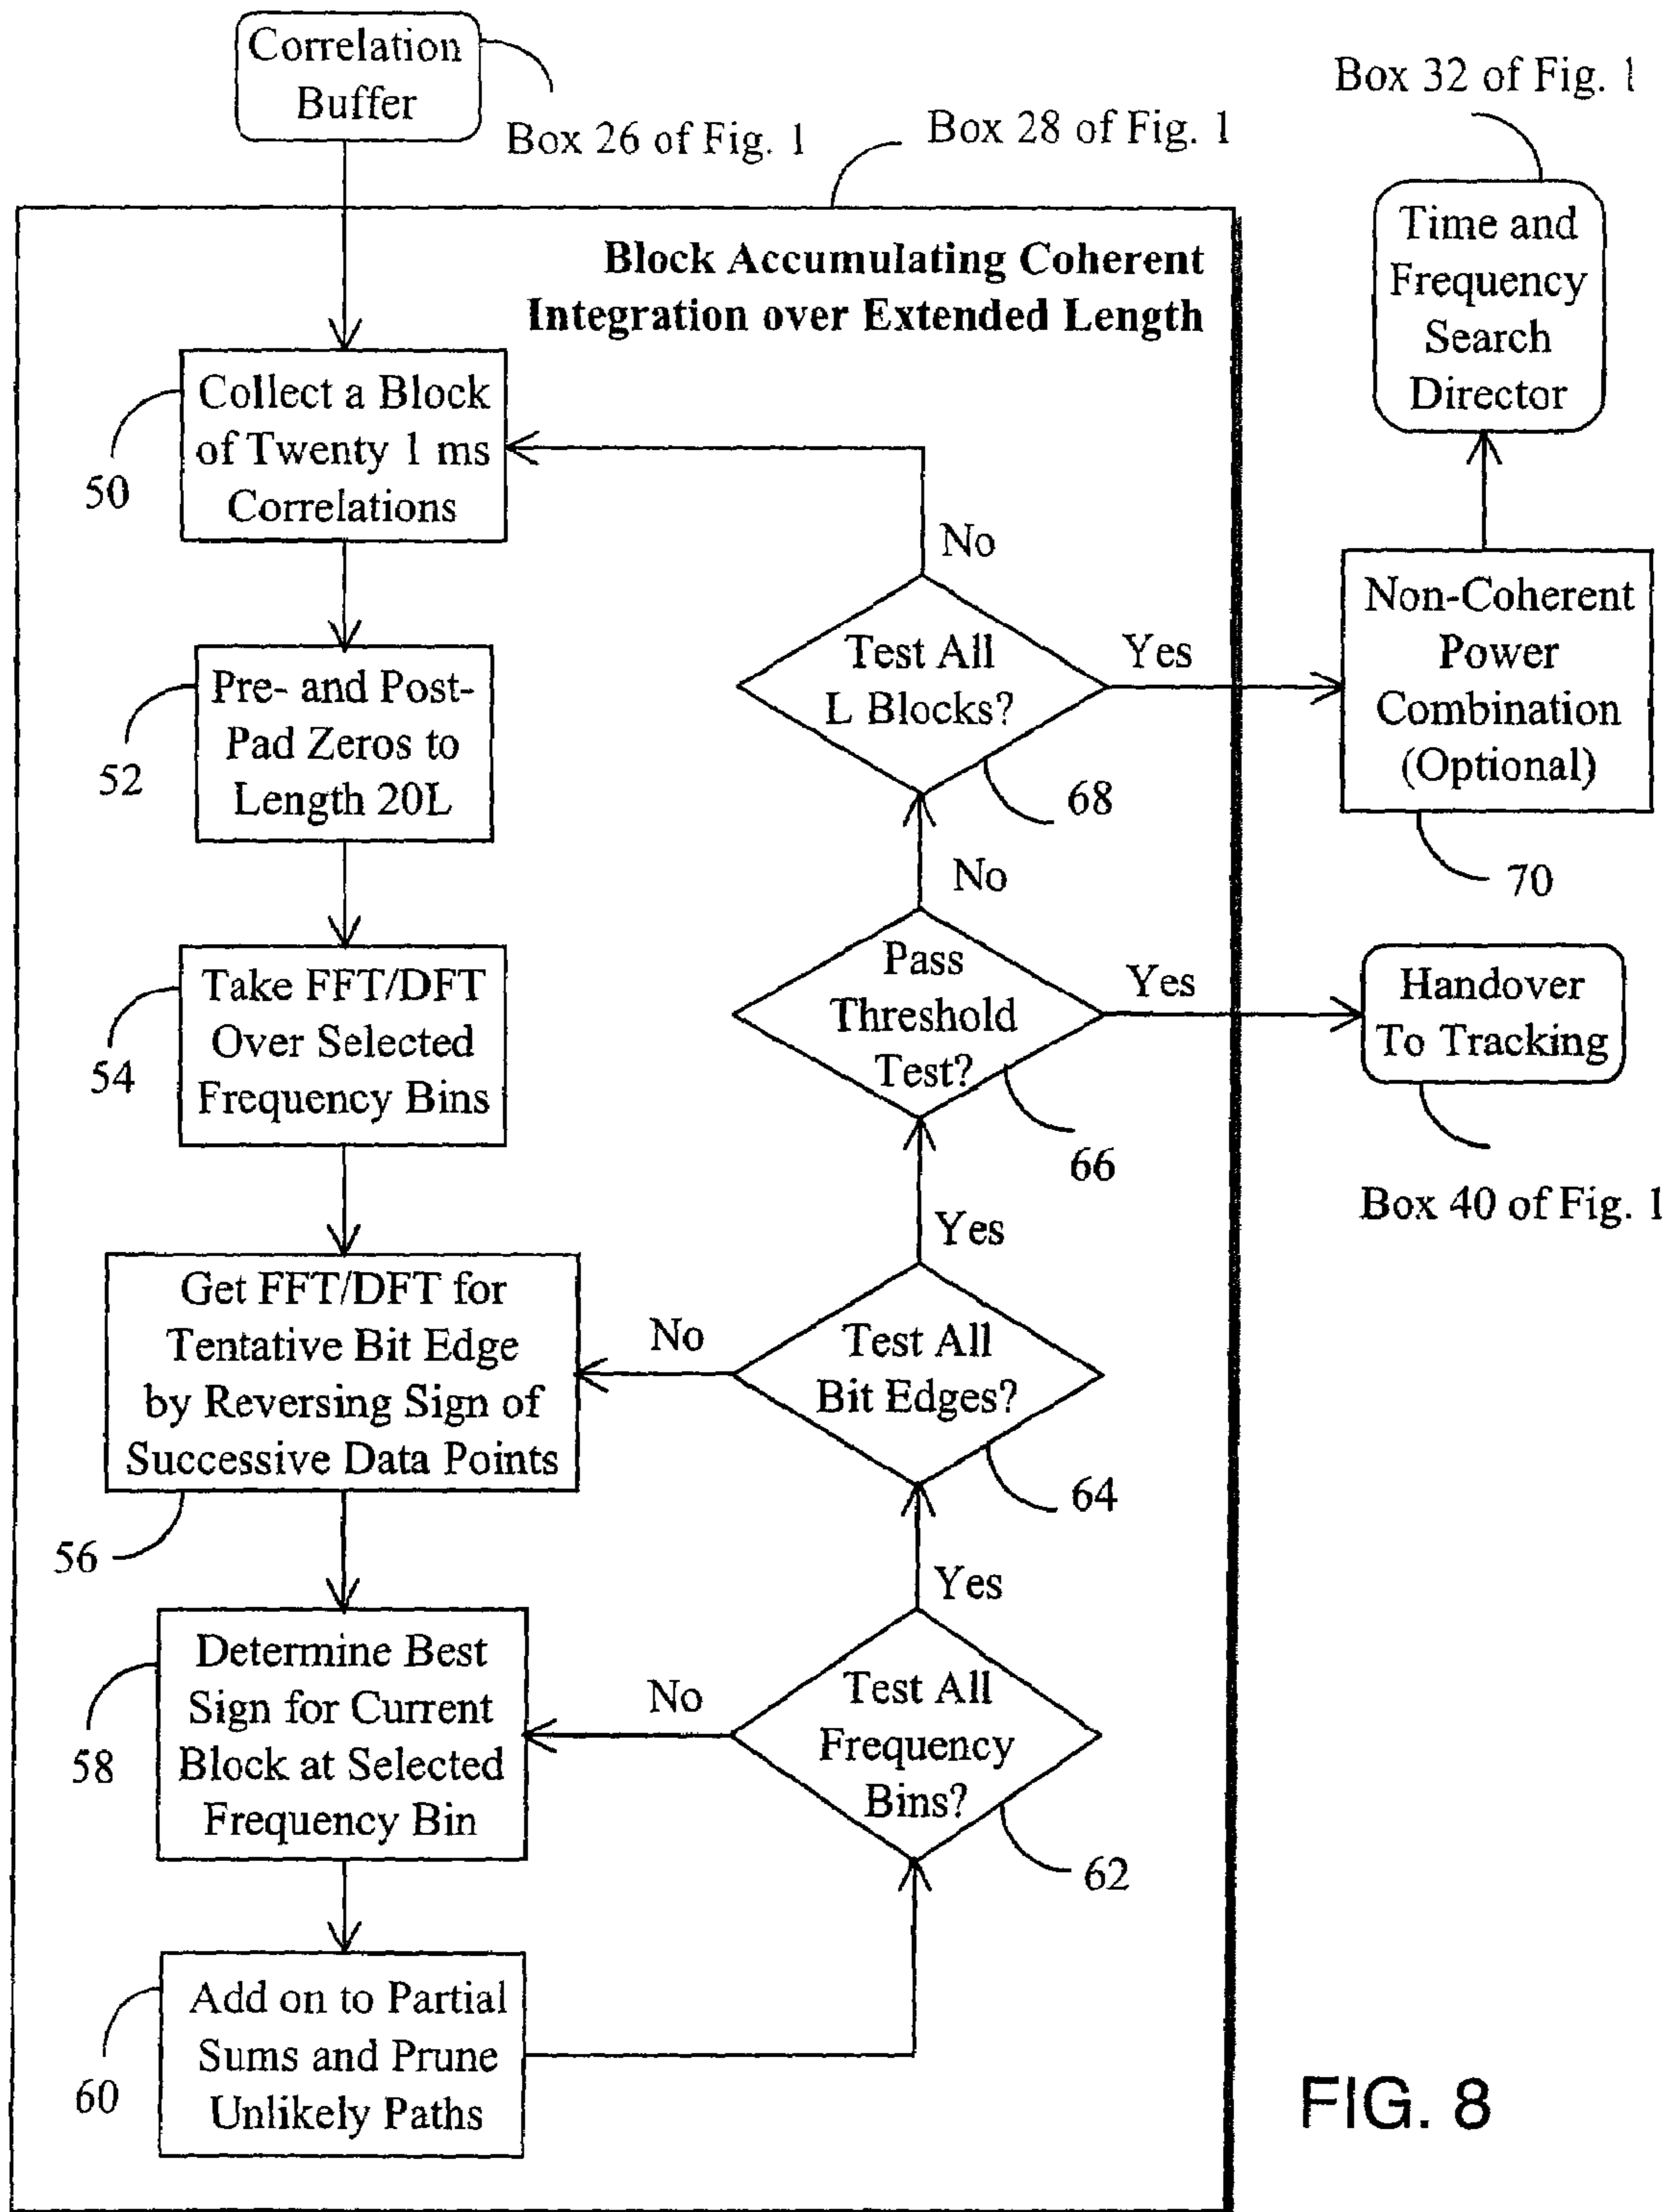 Correlation
Buffer
Box 26 of Fig. 1
Box 28 of Fig. 1
Box 32 of Fig. 1
Block Accumulating Coherent
Integration over Extended Length
Time and
Frequency
Search
Director
Collect a Block
of Twenty 1 ms
Correlations
50
No
Test All
L Blocks?
Yes
68
Non-Coherent
Power
Combination
(Optional)
70
Pre- and Post-
Pad Zeros to
Length 20L
52
No
Pass
Threshold
Test?
Yes
66
Handover
To Tracking
Box 40 of Fig. 1
Take FFT/DFT
Over Selected
Frequency Bins
54
Yes
Get FFT/DFT for
Tentative Bit Edge
by Reversing Sign of
Successive Data Points
56
No
Test All
Bit Edges?
64
Yes
Determine Best
Sign for Current
Block at Selected
Frequency Bin
58
No
Test All
Frequency
Bins?
62
Add on to Partial
Sums and Prune
Unlikely Paths
60
FIG. 8